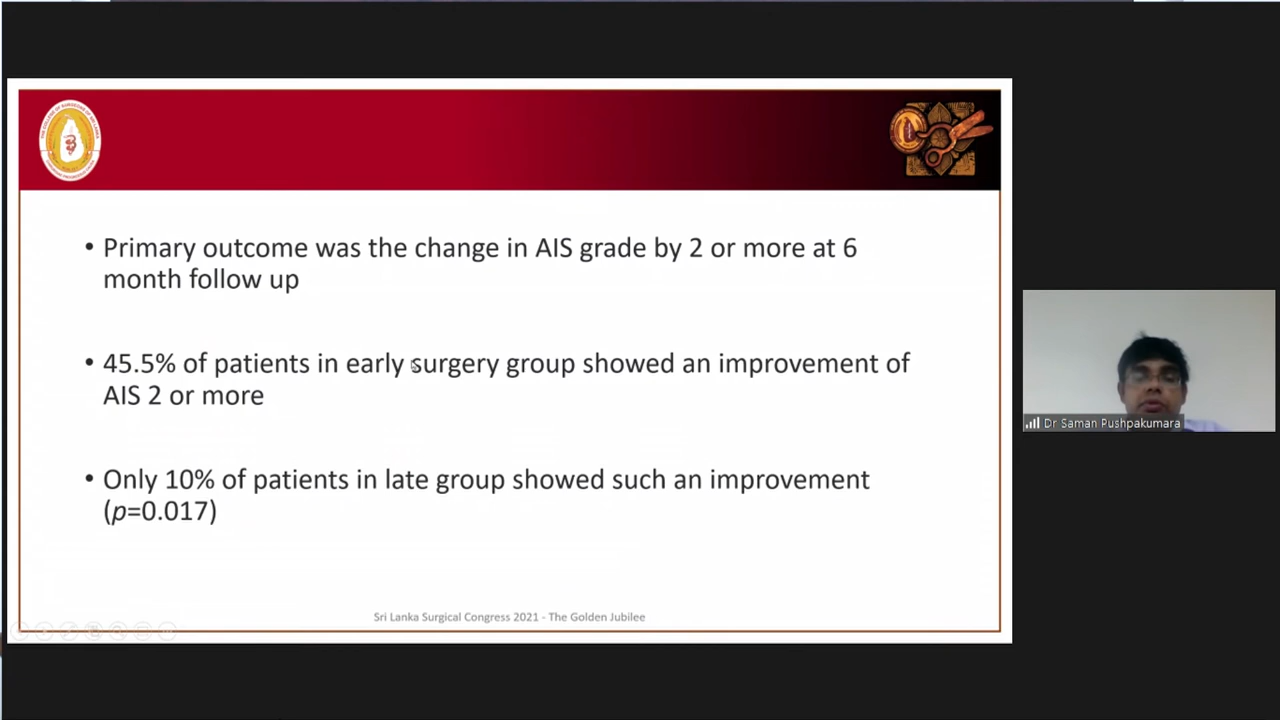 • Primary outcome was the change in AIS grade by 2 or more at 6
month follow up
• 45.5% of patients in early surgery group showed an improvement of
AIS 2 or more
• Only 10% of patients in late group showed such an improvement
(p=0.017)
Sri Lanka Surgical Congress 2021 - The Golden Jubilee
Dr Saman Pushpakumara